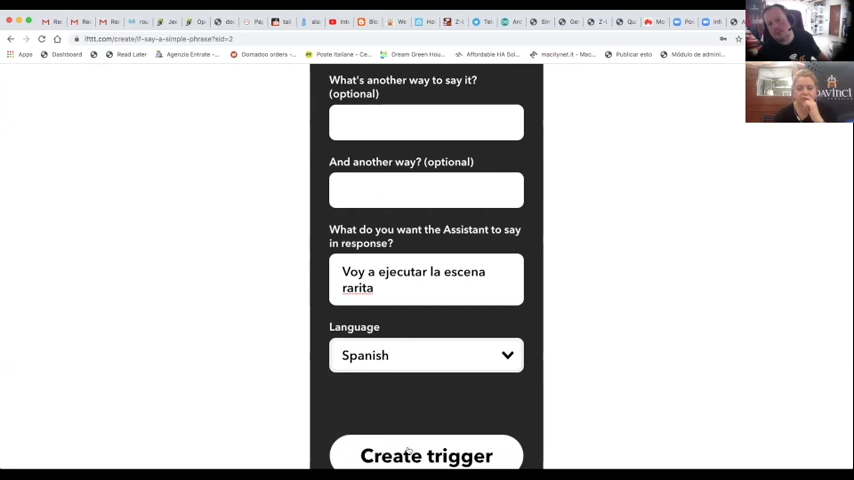 ifttt.com/create/if-say-a-simple-phrase?sid=2
Apps Dashboard Read Later Agenzia Entrate - Domadoo orders -... Poste Italiane - Ce... Dream Green Hou... Affordable HA Sol... macitynet.it - Mac... Publicar esto Módulo de admini...
DAVINCI
What's another way to say it?
(optional)
And another way? (optional)
What do you want the Assistant to say
in response?
Voy a ejecutar la escena
rarita
Language
Spanish
Create trigger